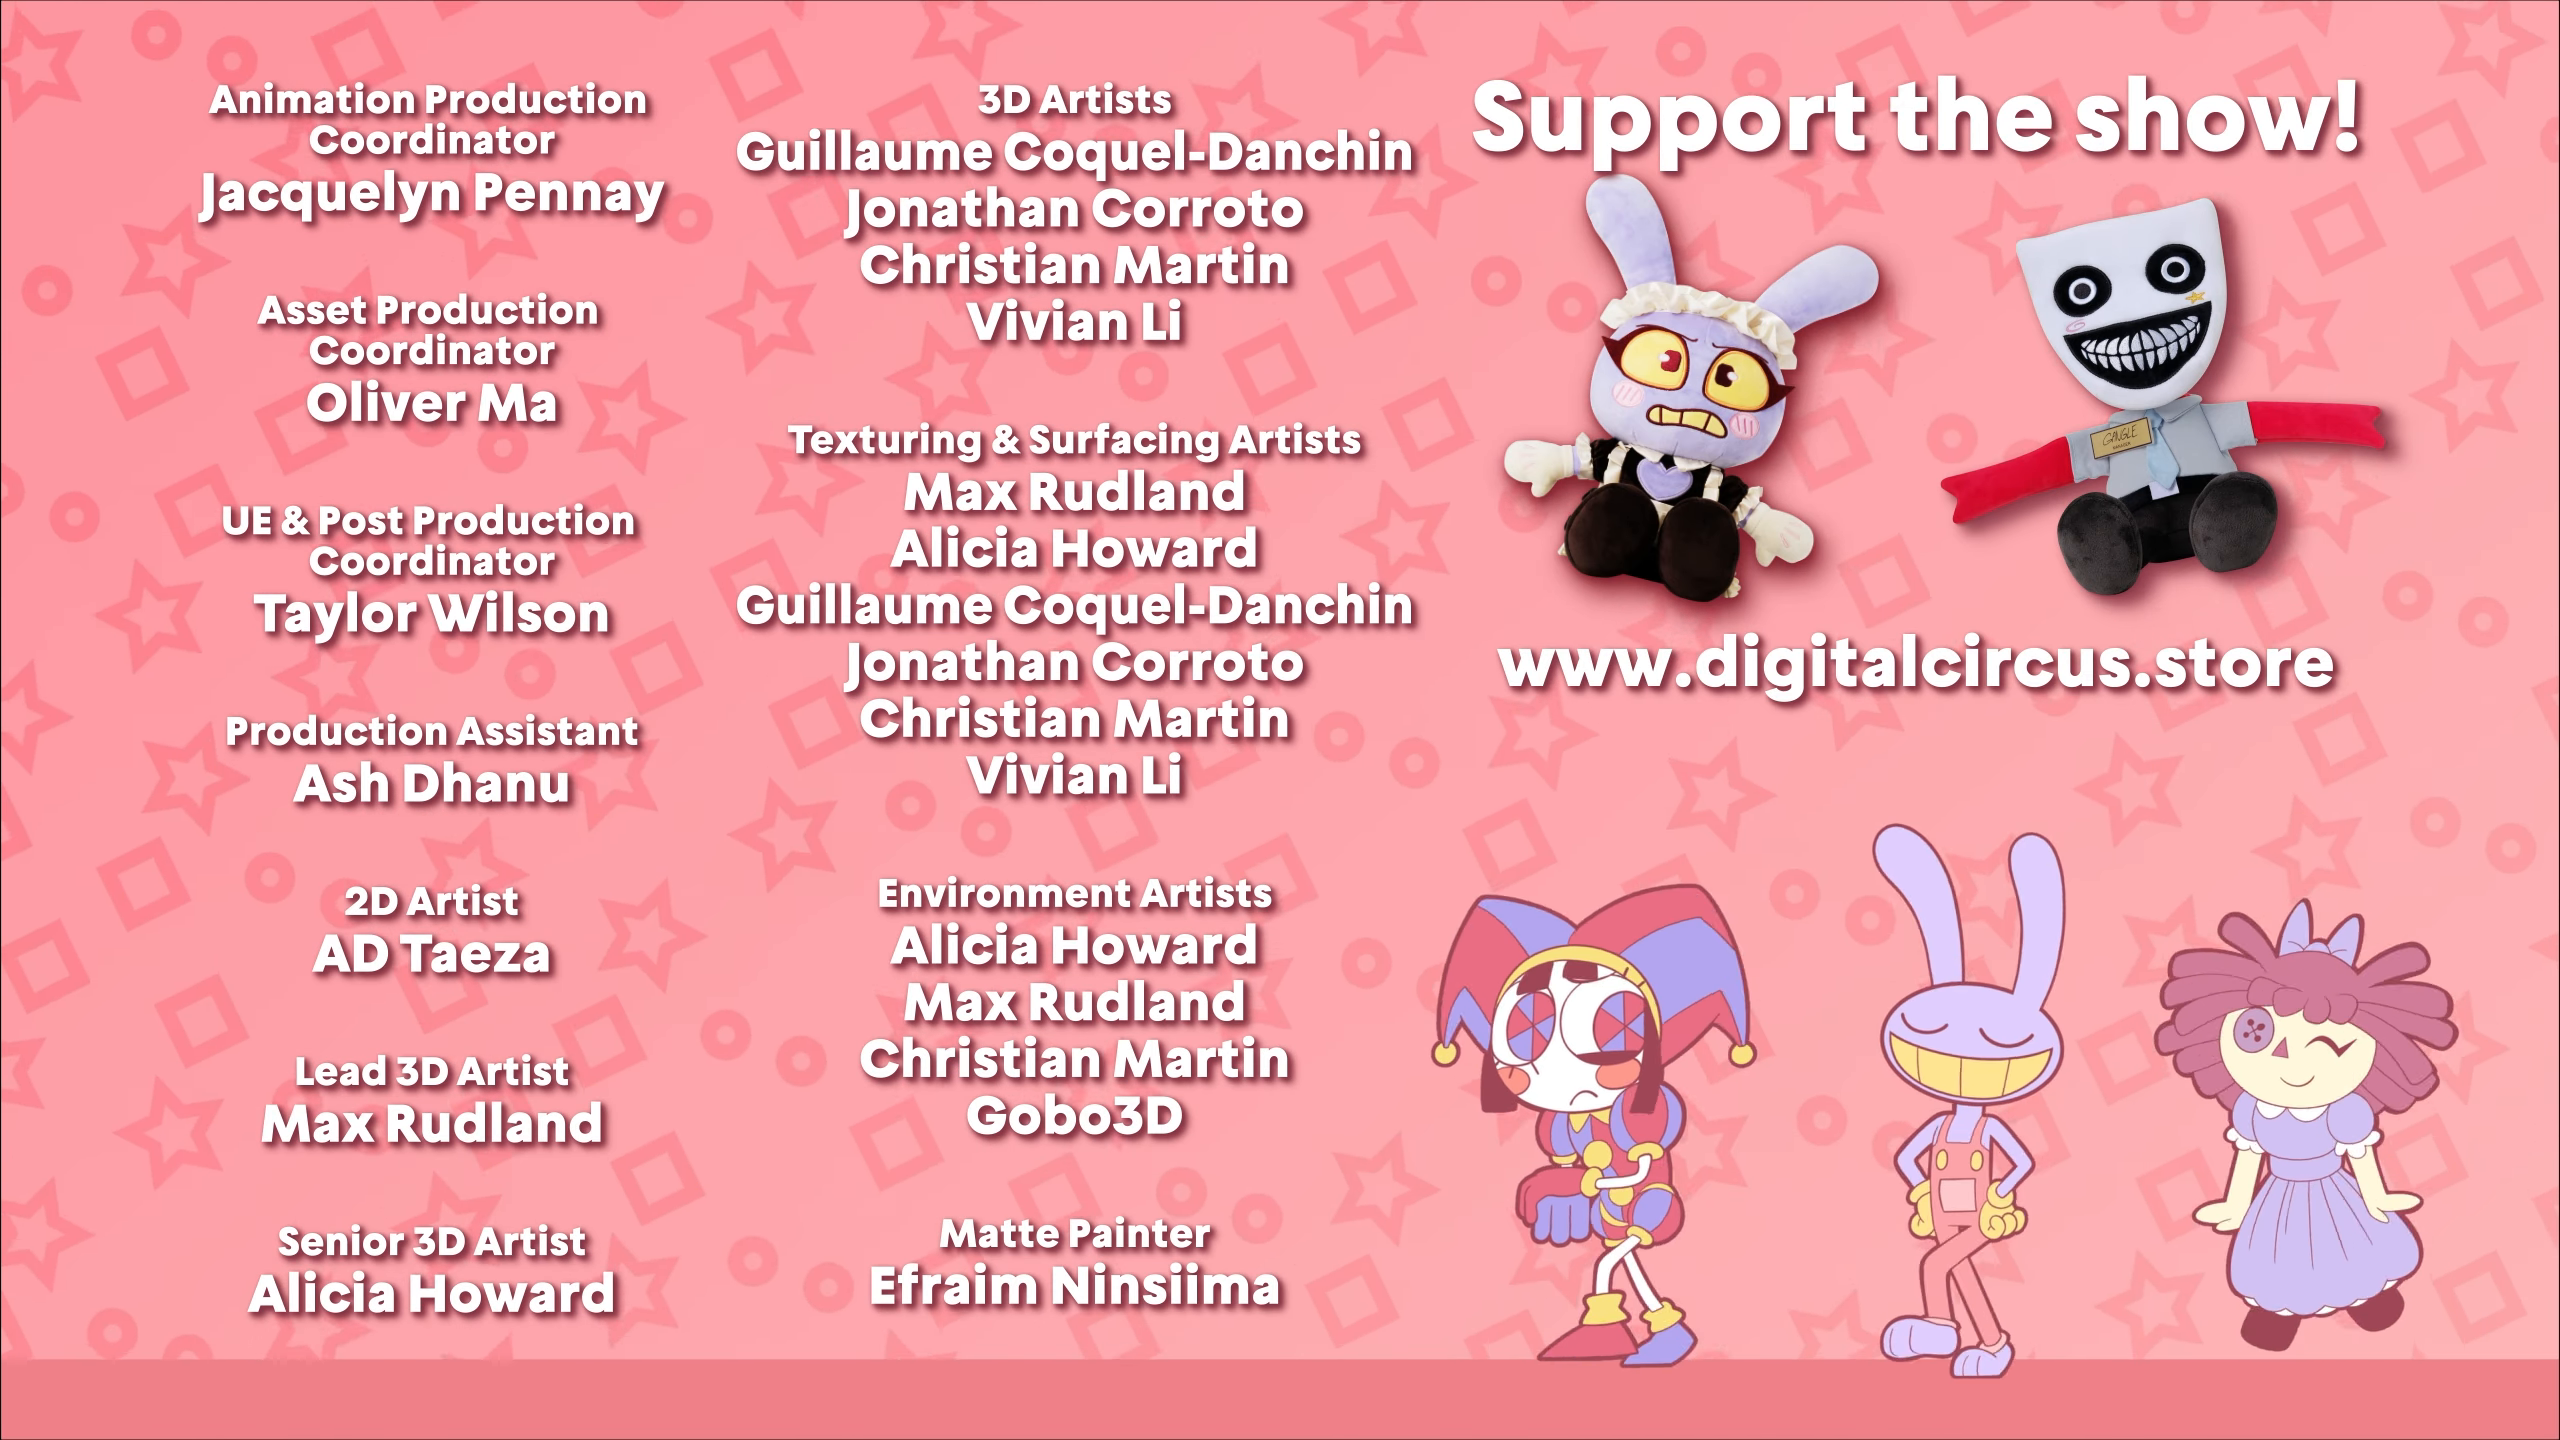 Animation Production
Coordinator
Jacquelyn Pennay
Asset Production
Coordinator
Oliver Ma
UE & Post Production
Coordinator
Taylor Wilson
Production Assistant
Ash Dhanu
2D Artist
AD Taeza
Lead 3D Artist
Max Rudland
Senior 3D Artist
Alicia Howard
3D Artists
Guillaume Coquel-Danchin
Jonathan Corroto
Christian Martin
Vivian Li
Texturing & Surfacing Artists
Max Rudland
Alicia Howard
Guillaume Coquel-Danchin
Jonathan Corroto
Christian Martin
Vivian Li
Environment Artists
Alicia Howard
Max Rudland
Christian Martin
Gobo3D
Matte Painter
Efraim Ninsiima
Support the show!
GANGLE
MANAGER
www.digitalcircus.store